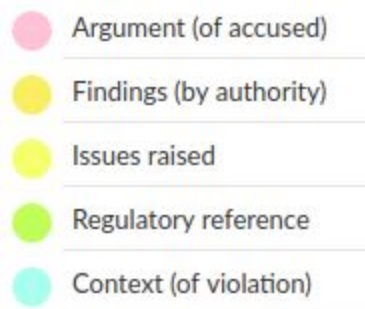 Argument (of accused)
Findings (by authority)
Issues raised
Regulatory reference
Context (of violation)